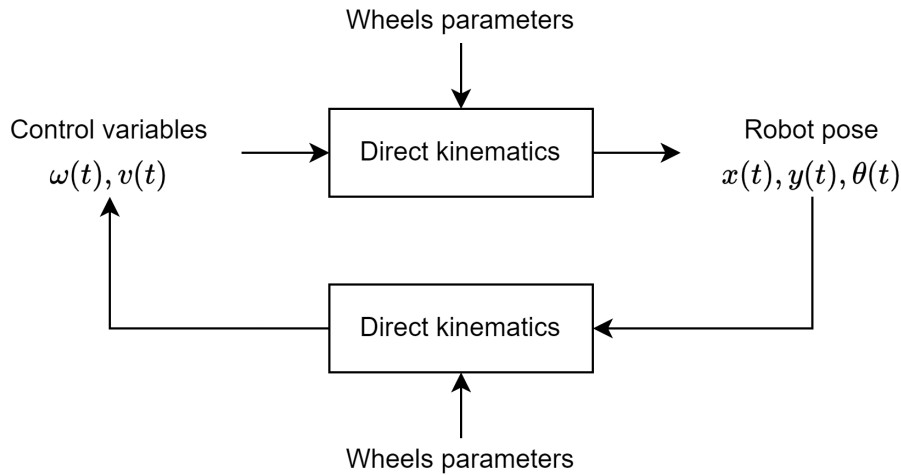 Wheels parameters
Control variables
ω(t), v(t)
Direct kinematics
Robot pose
x(t), y(t), θ(t)
Direct kinematics
Wheels parameters